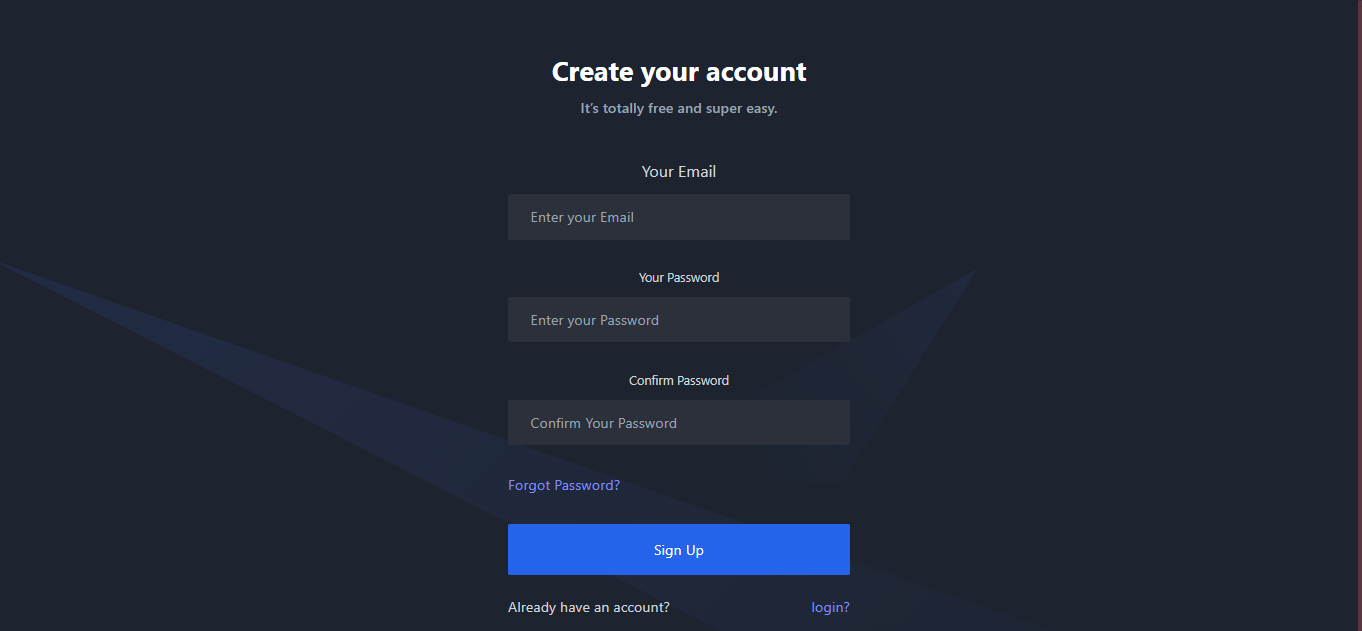 Create your account
It's totally free and super easy.
Your Email
Enter your Email
Your Password
Enter your Password
Confirm Password
Confirm Your Password
Forgot Password?
Sign Up
Already have an account? login?